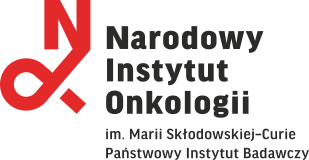 Narodowy
Instytut
Onkologii
im. Marii Skłodowskiej-Curie
Państwowy Instytut Badawczy